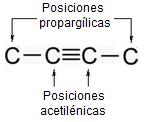 Posiciones
propargílicas
C–C≡C–C
Posiciones
acetilénicas